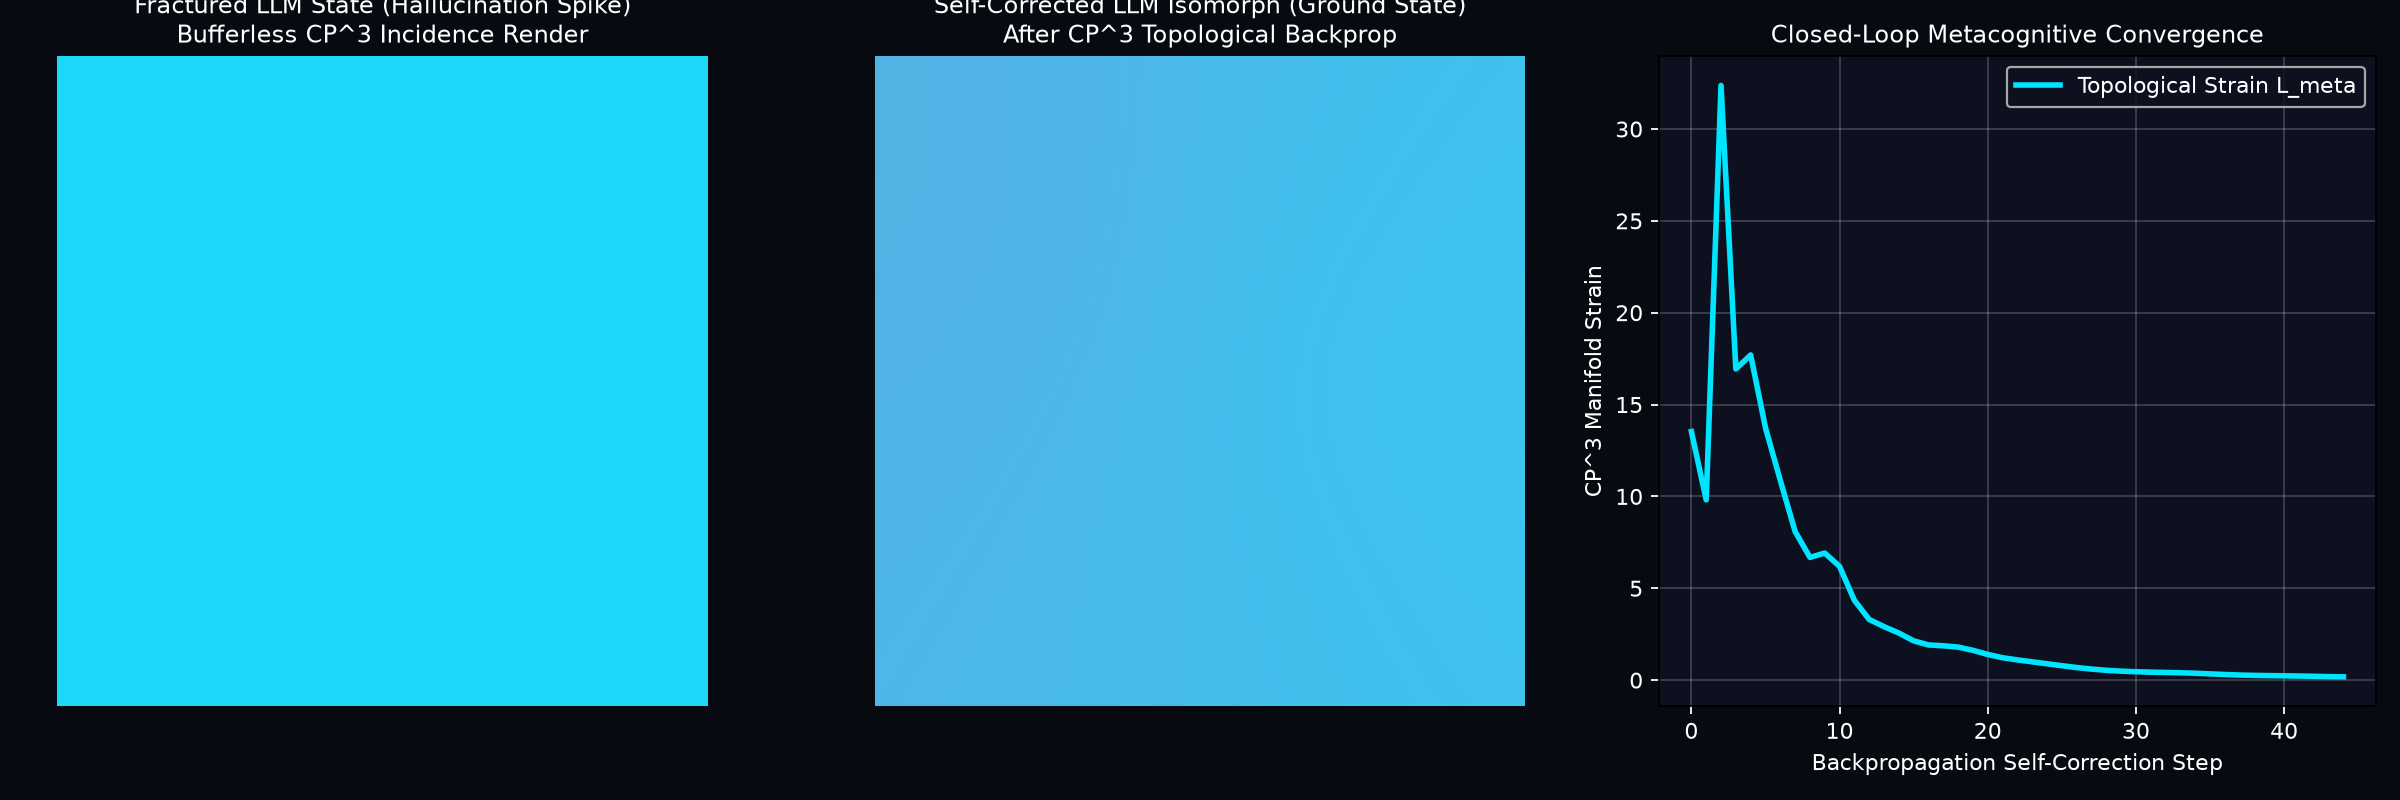 Fractured LLM State (Hallucination Spike)
Bufferless CP^3 Incidence Render
Self-Corrected LLM Isomorph (Ground State)
After CP^3 Topological Backprop
Closed-Loop Metacognitive Convergence
Topological Strain L_meta
CP^3 Manifold Strain
30
25
20
15
10
5
0
0 10 20 30 40
Backpropagation Self-Correction Step